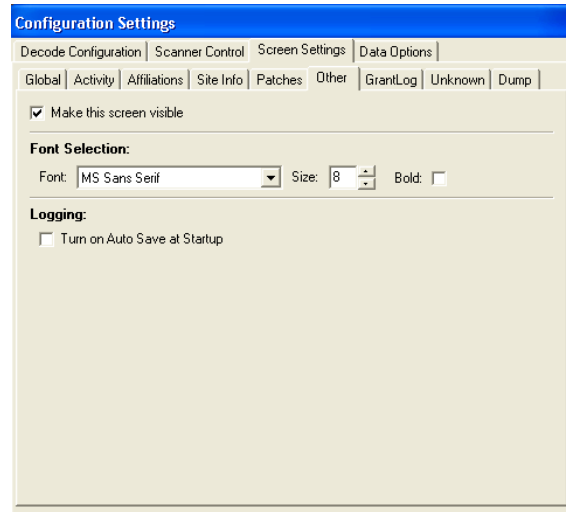 Configuration Settings
Decode Configuration Scanner Control Screen Settings Data Options
Global Activity Affiliations Site Info Patches Other GrantLog Unknown Dump
Make this screen visible
Font Selection:
Font: MS Sans Serif Size: 8 Bold:
Logging:
Turn on Auto Save at Startup